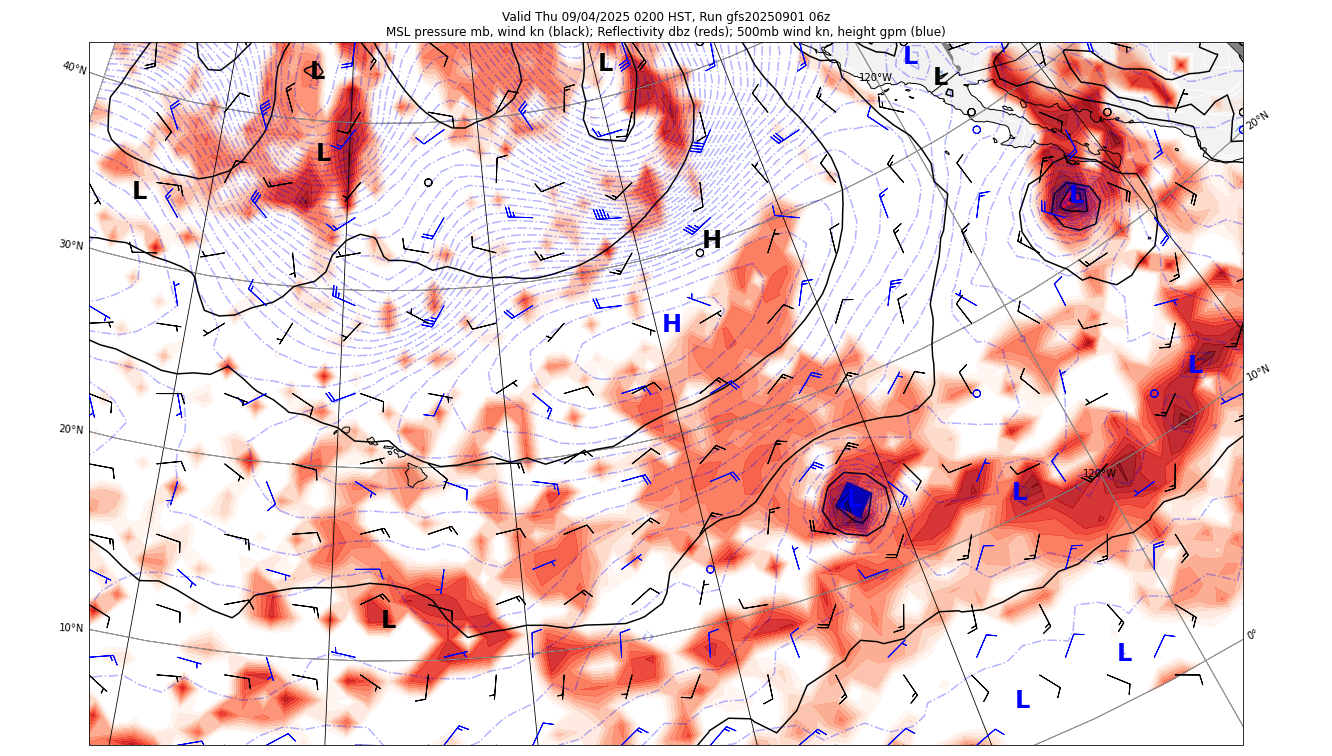 Valid Thu 09/04/2025 0200 HST, Run gfs20250901 06z
MSL pressure mb, wind kn (black); Reflectivity dbz (reds); 500mb wind kn, height gpm (blue)
L L L L
40°N 120°W
20°N
L
L L
H
30°N
H
L
10°N
20°N
120°W
L
L
10°N
L
0°
L
L